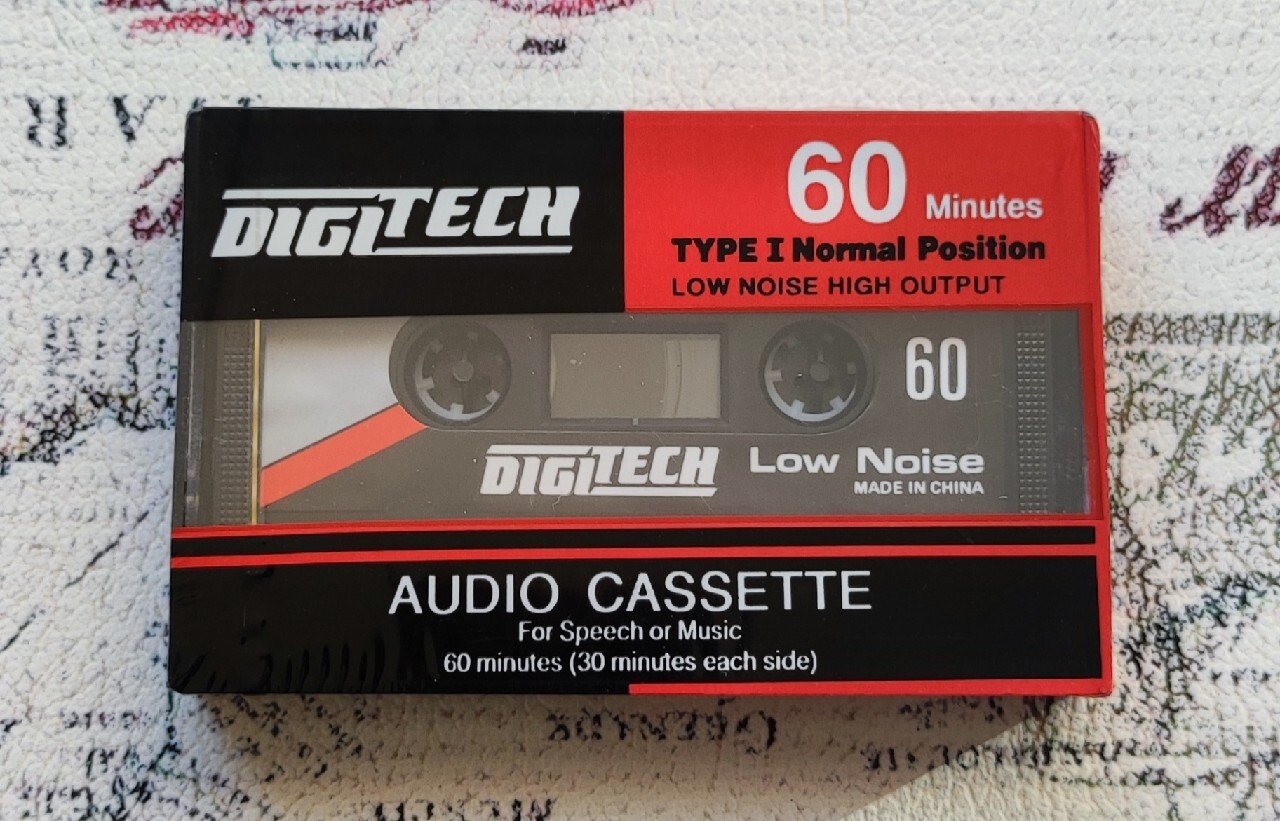 DIGITECH
60 Minutes
TYPE I Normal Position
LOW NOISE HIGH OUTPUT
60
DIGITECH Low Noise
MADE IN CHINA
AUDIO CASSETTE
For Speech or Music
60 minutes (30 minutes each side)